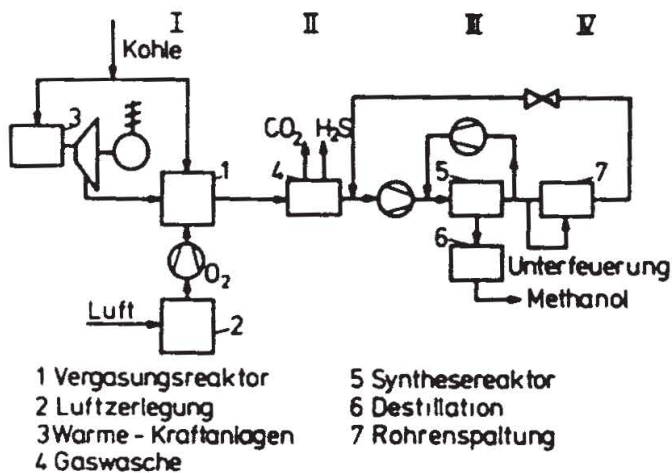 I II III IV
Kohle
3
CO2 H2S
1 4 5 7
O2
6
Unterfeuerung
Luft
2
Methanol
1 Vergasungsreaktor
2 Luftzerlegung
3 Warme - Kraftanlagen
4 Gaswasche
5 Synthesereaktor
6 Destillation
7 Rohrenspaltung